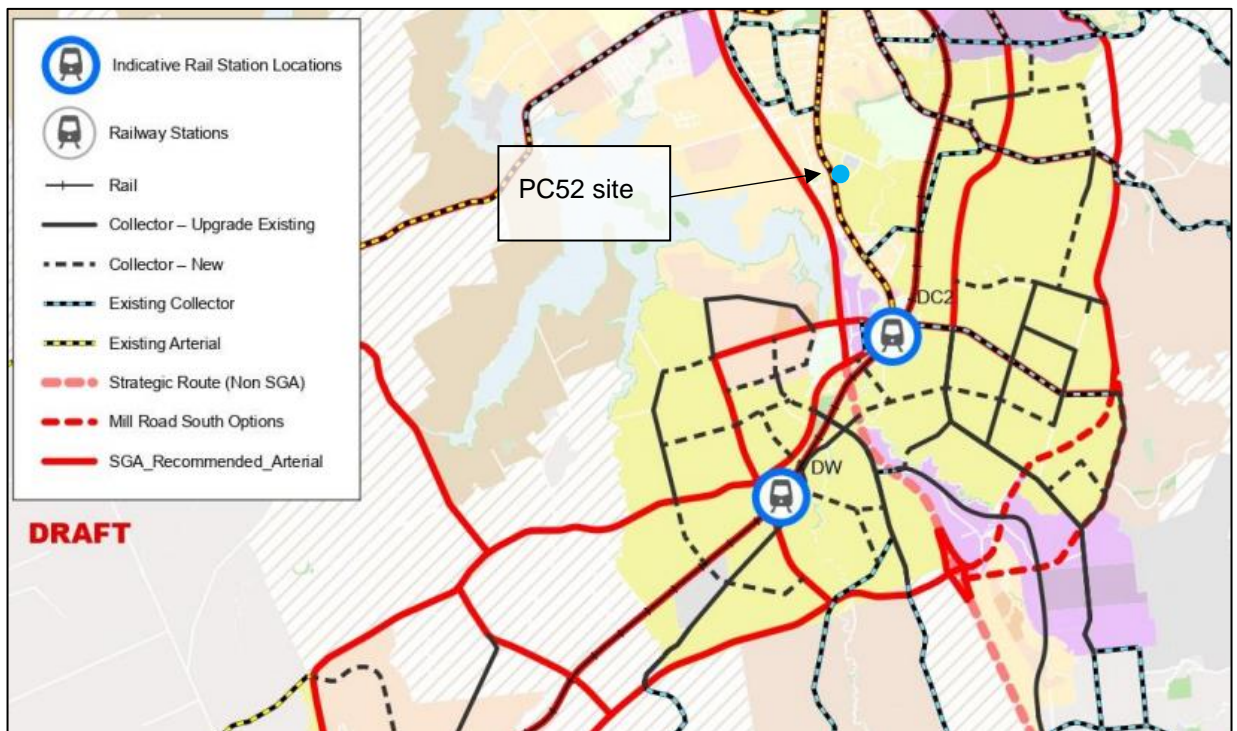 Indicative Rail Station Locations
Railway Stations
Rail
Collector – Upgrade Existing
Collector – New
Existing Collector
Existing Arterial
Strategic Route (Non SGA)
Mill Road South Options
SGA_Recommended_Arterial
DRAFT
PC52 site
DC2
DW